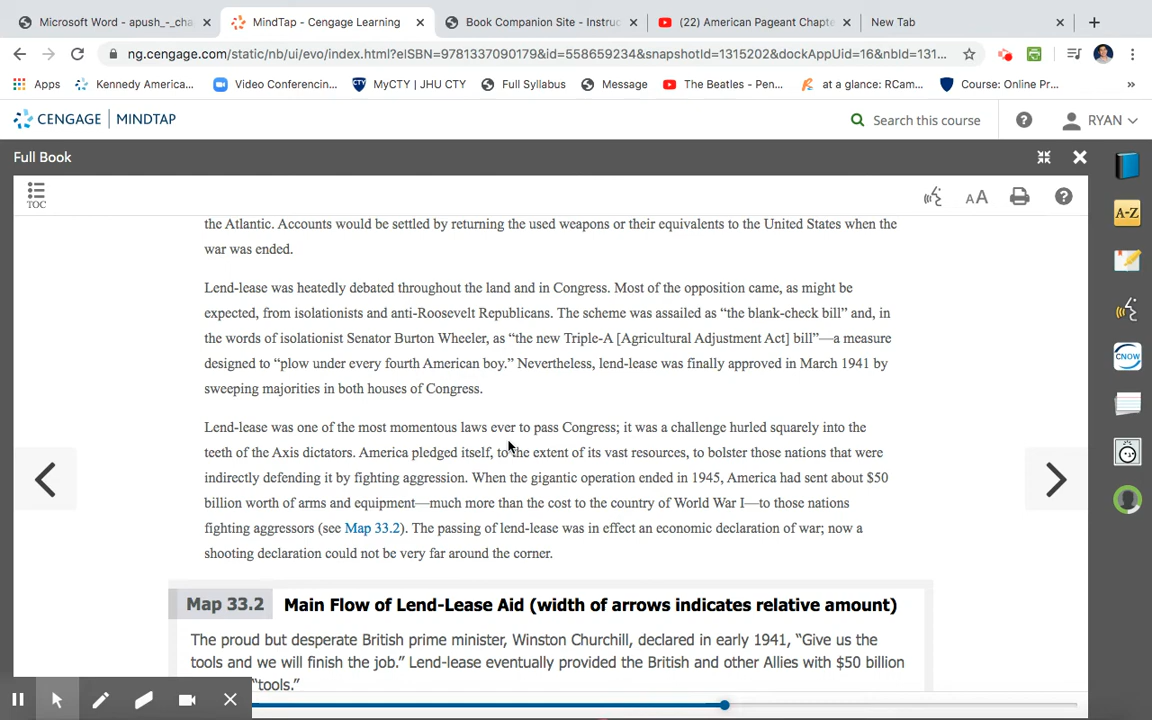 Microsoft Word - apush_-_cha
MindTap - Cengage Learning
Book Companion Site - Instruc
(22) American Pageant Chapte
New Tab
ng.cengage.com/static/nb/ui/evo/index.html?eISBN=9781337090179&id=558659234&snapshotId=1315202&dockAppUid=16&nbId=131...
Apps
Kennedy America...
Video Conferencin...
MyCTY | JHU CTY
Full Syllabus
Message
The Beatles - Pen...
at a glance: RCam...
Course: Online Pr...
»
CENGAGE | MINDTAP
Search this course
RYAN
Full Book
TOC
AA
A-Z
CNOW
the Atlantic. Accounts would be settled by returning the used weapons or their equivalents to the United States when the
war was ended.
Lend-lease was heatedly debated throughout the land and in Congress. Most of the opposition came, as might be
expected, from isolationists and anti-Roosevelt Republicans. The scheme was assailed as “the blank-check bill” and, in
the words of isolationist Senator Burton Wheeler, as “the new Triple-A [Agricultural Adjustment Act] bill”—a measure
designed to “plow under every fourth American boy.” Nevertheless, lend-lease was finally approved in March 1941 by
sweeping majorities in both houses of Congress.
Lend-lease was one of the most momentous laws ever to pass Congress; it was a challenge hurled squarely into the
teeth of the Axis dictators. America pledged itself, to the extent of its vast resources, to bolster those nations that were
indirectly defending it by fighting aggression. When the gigantic operation ended in 1945, America had sent about $50
billion worth of arms and equipment—much more than the cost to the country of World War I—to those nations
fighting aggressors (see Map 33.2). The passing of lend-lease was in effect an economic declaration of war; now a
shooting declaration could not be very far around the corner.
Map 33.2 Main Flow of Lend-Lease Aid (width of arrows indicates relative amount)
The proud but desperate British prime minister, Winston Churchill, declared in early 1941, “Give us the
tools and we will finish the job.” Lend-lease eventually provided the British and other Allies with $50 billion
“tools.”